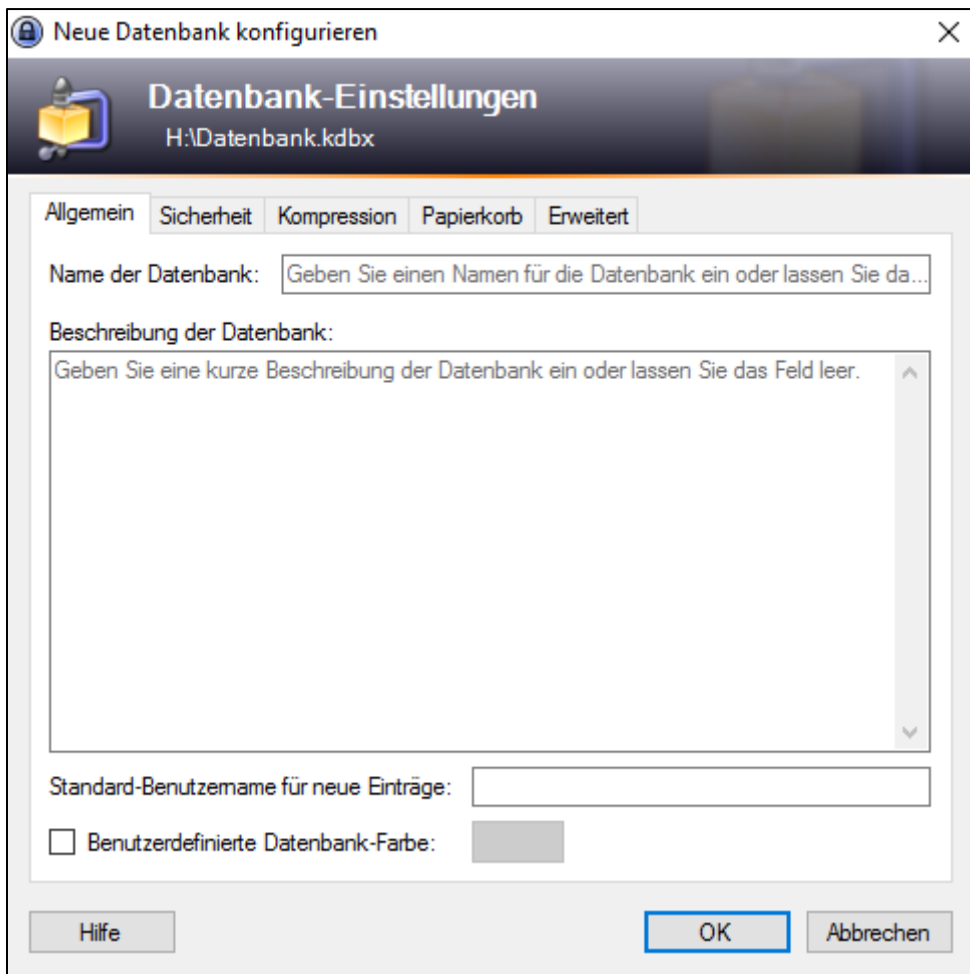 Neue Datenbank konfigurieren
Datenbank-Einstellungen
H:\Datenbank.kdbx
Allgemein Sicherheit Kompression Papierkorb Erweitert
Name der Datenbank: Geben Sie einen Namen für die Datenbank ein oder lassen Sie da...
Beschreibung der Datenbank:
Geben Sie eine kurze Beschreibung der Datenbank ein oder lassen Sie das Feld leer.
Standard-Benutzername für neue Einträge:
Benutzerdefinierte Datenbank-Farbe:
Hilfe OK Abbrechen